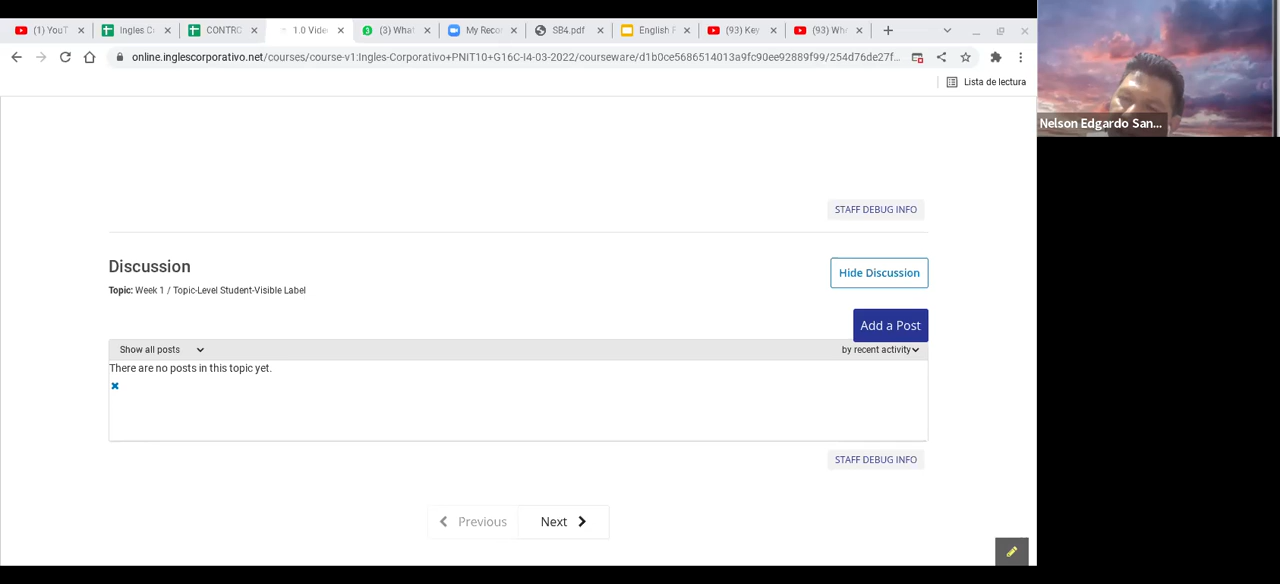 (1) YouT
Ingles Co
CONTRC
1.0 Vide
(3) What
My Reco
SB4.pdf
English P
(93) Key
(93) Who
online.inglescorporativo.net/courses/course-v1:Ingles-Corporativo+PNIT10+G16C-I4-03-2022/courseware/d1b0ce5686514013a9fc90ee92889f99/254d76de27f...
Lista de lectura
Nelson Edgardo San...
STAFF DEBUG INFO
Discussion
Hide Discussion
Topic: Week 1 / Topic-Level Student-Visible Label
Add a Post
Show all posts
by recent activity
There are no posts in this topic yet.
STAFF DEBUG INFO
Previous
Next